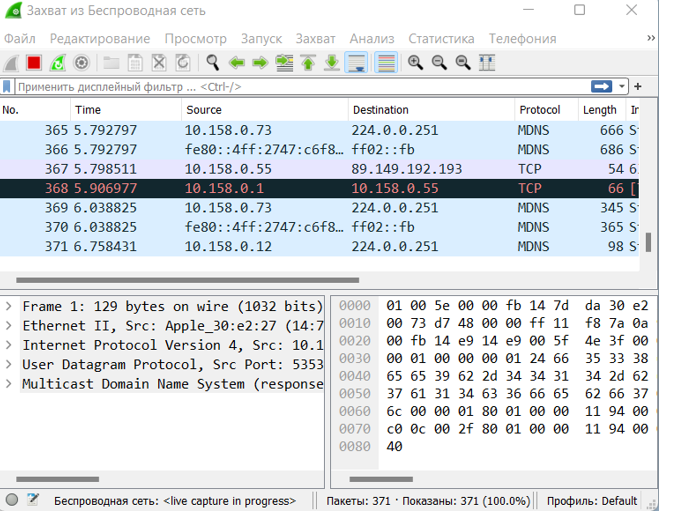 Захват из Беспроводная сеть
Файл Редактирование Просмотр Запуск Захват Анализ Статистика Телефония »
Применить дисплейный фильтр ... <Ctrl-/> +
No. Time Source Destination Protocol Length
365 5.792797 10.158.0.73 224.0.0.251 MDNS 666
366 5.792797 fe80::4ff:2747:c6f8… ff02::fb MDNS 686
367 5.798511 10.158.0.55 89.149.192.193 TCP 54
368 5.906977 10.158.0.1 10.158.0.55 TCP 66 [
369 6.038825 10.158.0.73 224.0.0.251 MDNS 345
370 6.038825 fe80::4ff:2747:c6f8… ff02::fb MDNS 365
371 6.758431 10.158.0.12 224.0.0.251 MDNS 98
Frame 1: 129 bytes on wire (1032 bits)
Ethernet II, Src: Apple_30:e2:27 (14:7
Internet Protocol Version 4, Src: 10.1
User Datagram Protocol, Src Port: 5353
Multicast Domain Name System (response
0000 01 00 5e 00 00 fb 14 7d da 30 e2
0010 00 73 d7 48 00 00 ff 11 f8 7a 0a
0020 00 fb 14 e9 14 e9 00 5f 4e 3f 00
0030 00 01 00 00 00 01 24 66 35 33 38
0040 65 65 39 62 2d 34 34 31 34 2d 62
0050 37 61 31 34 63 36 66 65 62 66 37
0060 6c 00 00 01 80 01 00 00 11 94 00
0070 c0 0c 00 2f 80 01 00 00 11 94 00
0080 40
Беспроводная сеть: <live capture in progress> Пакеты: 371 · Показаны: 371 (100.0%) Профиль: Default